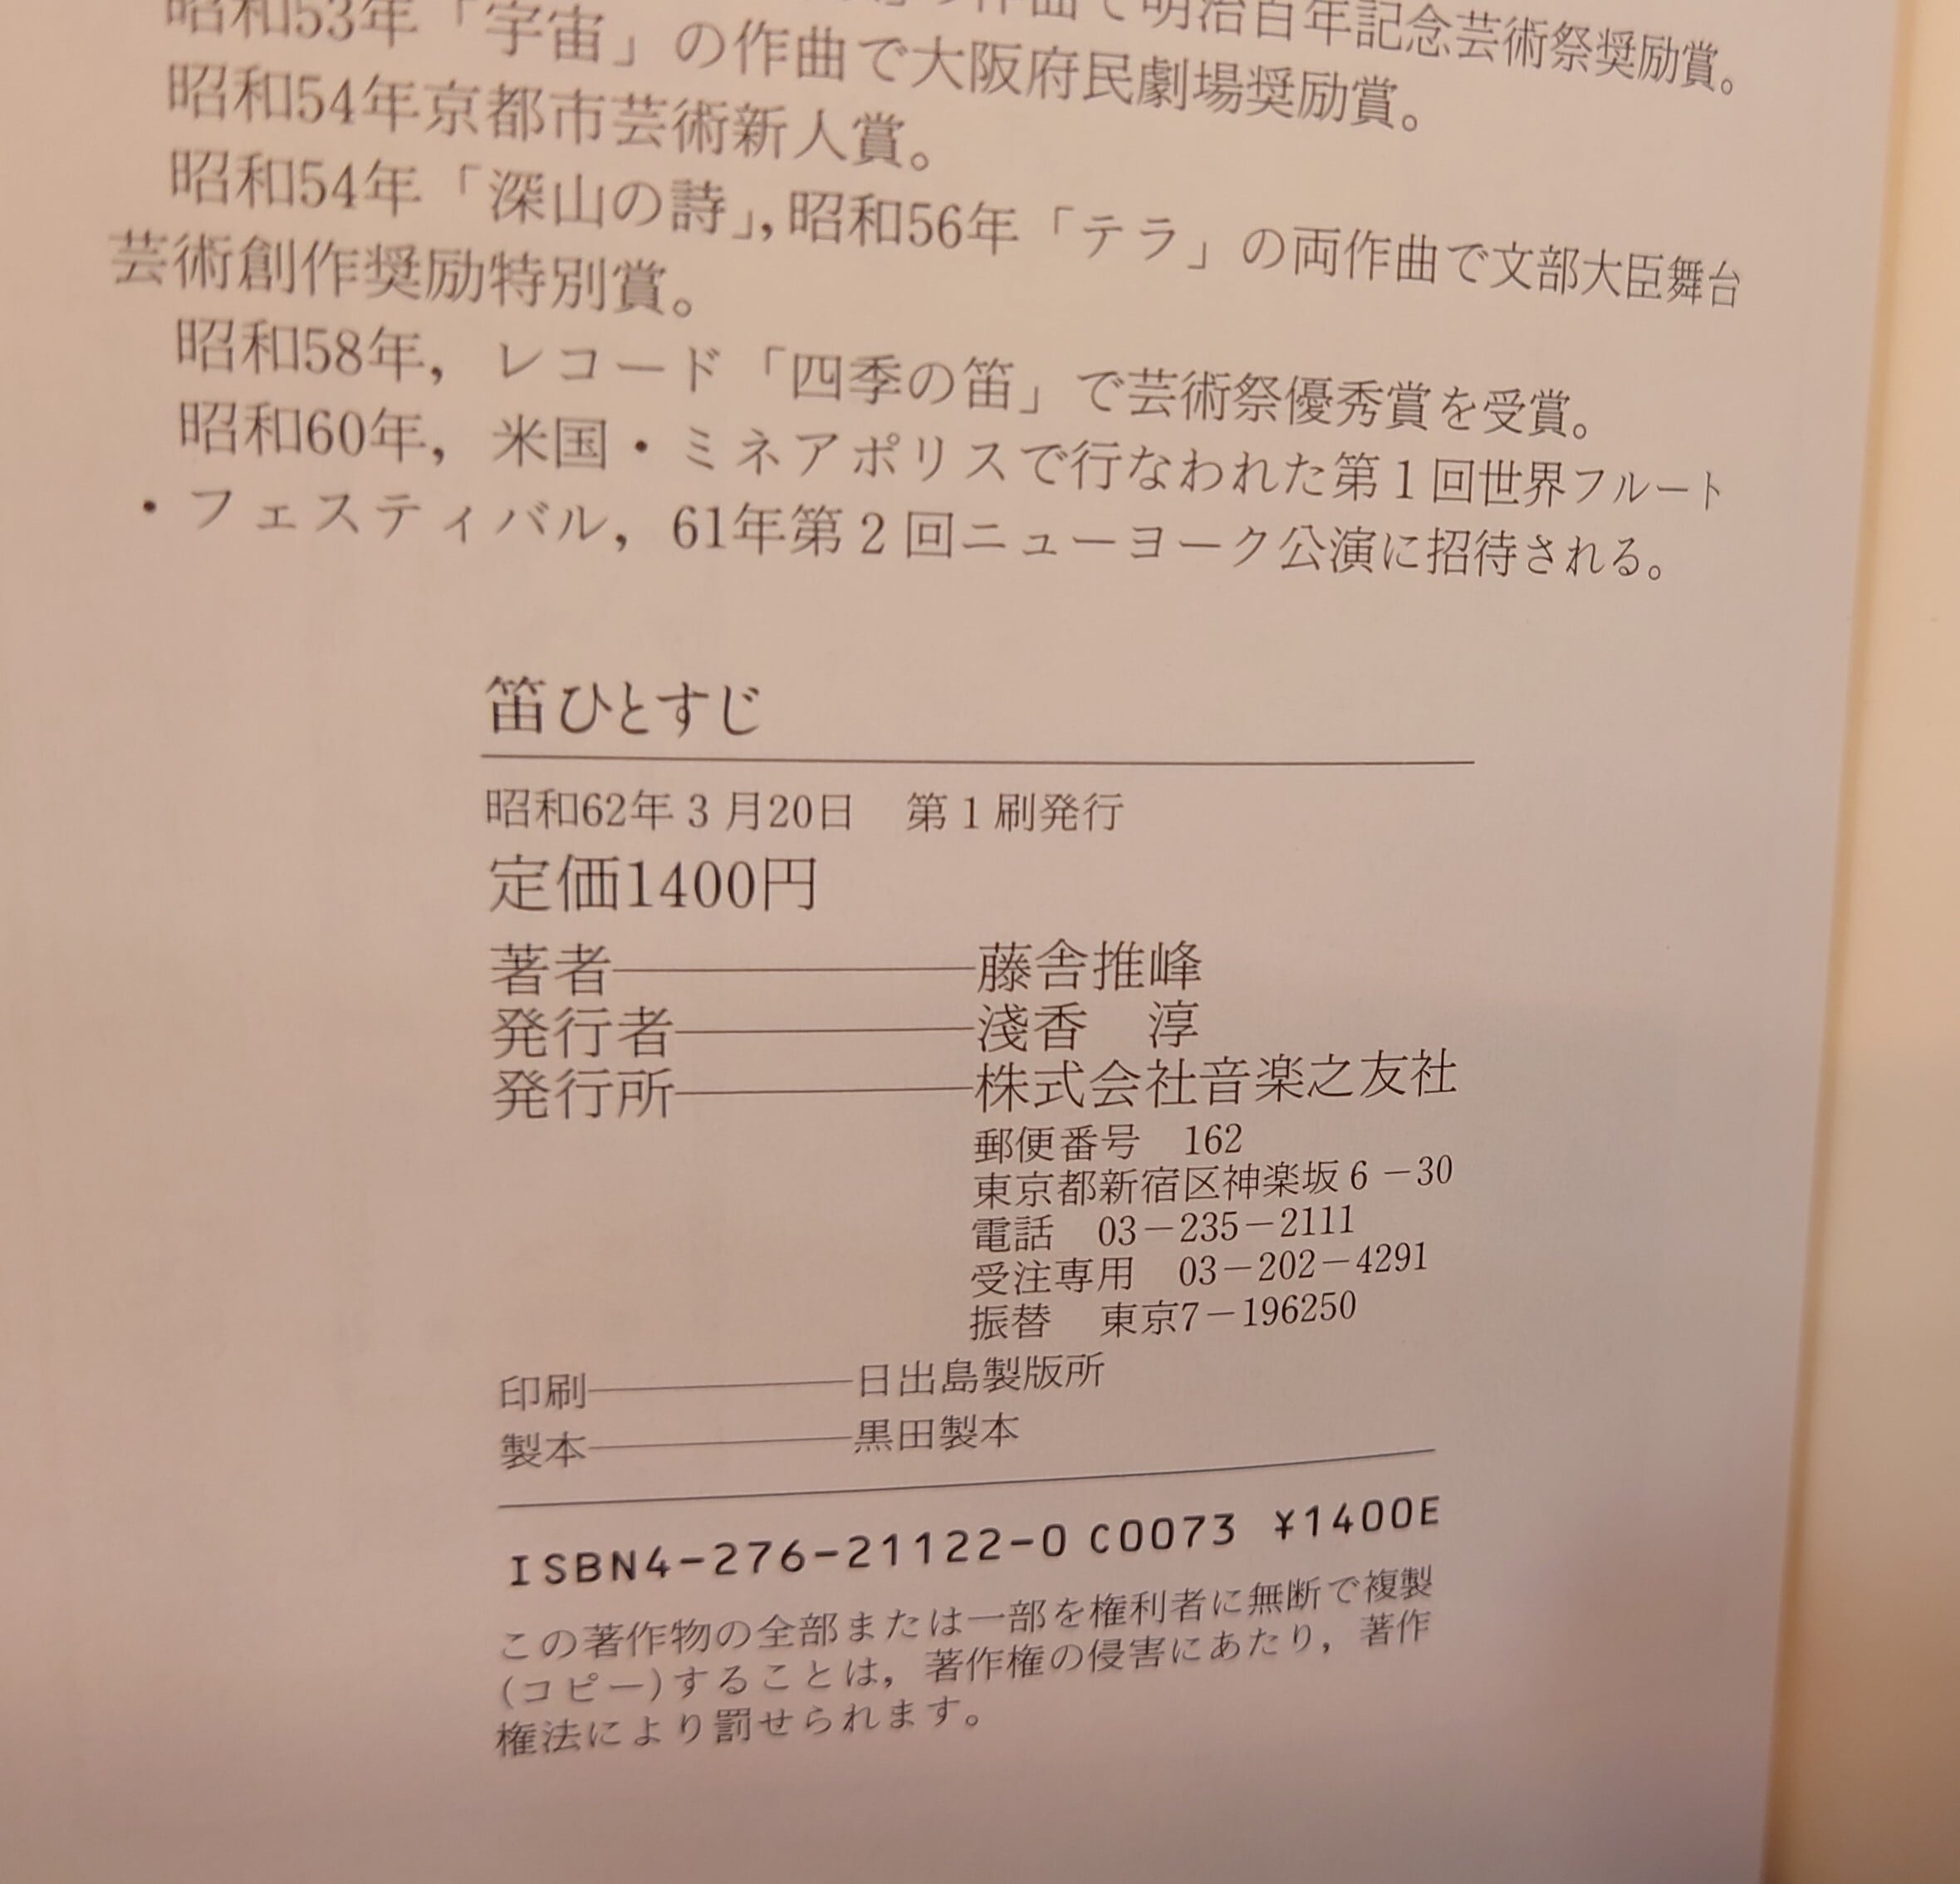 の作曲で明治百年記念芸術祭奨励賞。
昭和53年「宇宙」の作曲で大阪府民劇場奨励賞。
昭和54年京都市芸術新人賞。
昭和54年「深山の詩」，昭和56年「テラ」の両作曲で文部大臣舞台
芸術創作奨励特別賞。
昭和58年，レコード「四季の笛」で芸術祭優秀賞を受賞。
昭和60年，米国・ミネアポリスで行なわれた第1回世界フルート
・フェスティバル，61年第2回ニューヨーク公演に招待される。
笛ひとすじ
昭和62年3月20日　第1刷発行
定価1400円
著者――――――藤舎推峰
発行者―――――淺香　淳
発行所―――――株式会社音楽之友社
郵便番号　162
東京都新宿区神楽坂6－30
電話　03－235－2111
受注専用　03－202－4291
振替　東京7－196250
印刷――――――日出島製版所
製本――――――黒田製本
ISBN4-276-21122-0 C0073 ¥1400E
この著作物の全部または一部を権利者に無断で複製
(コピー)することは，著作権の侵害にあたり，著作
権法により罰せられます。